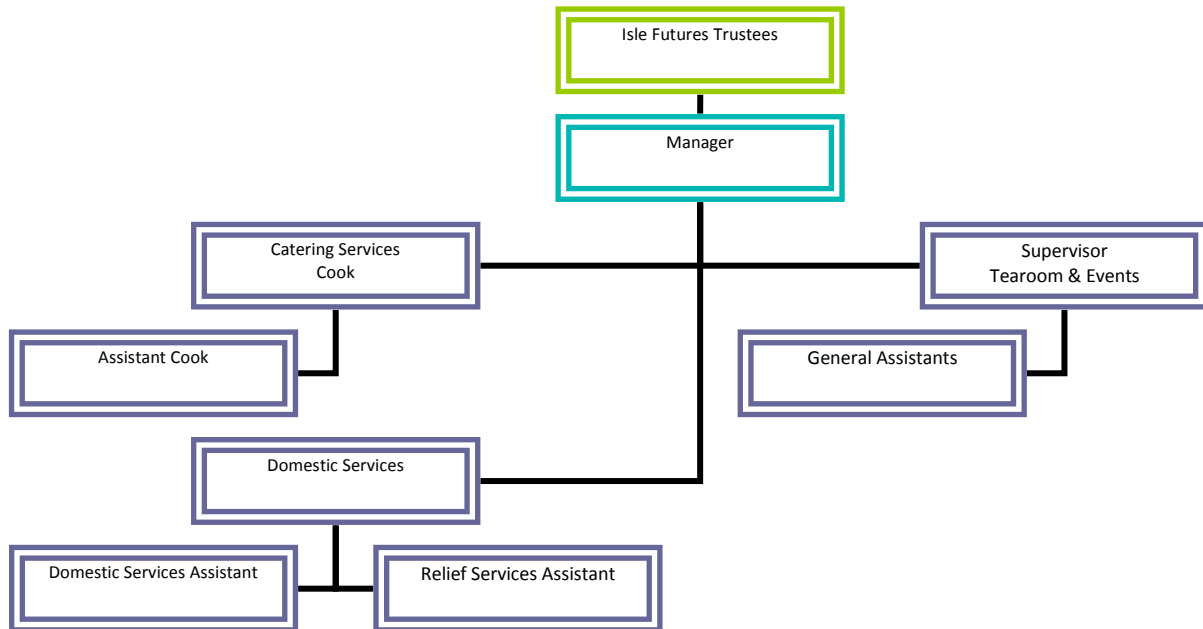 Isle Futures Trustees
Manager
Catering Services
Cook
Supervisor
Tearoom & Events
Assistant Cook
General Assistants
Domestic Services
Domestic Services Assistant
Relief Services Assistant